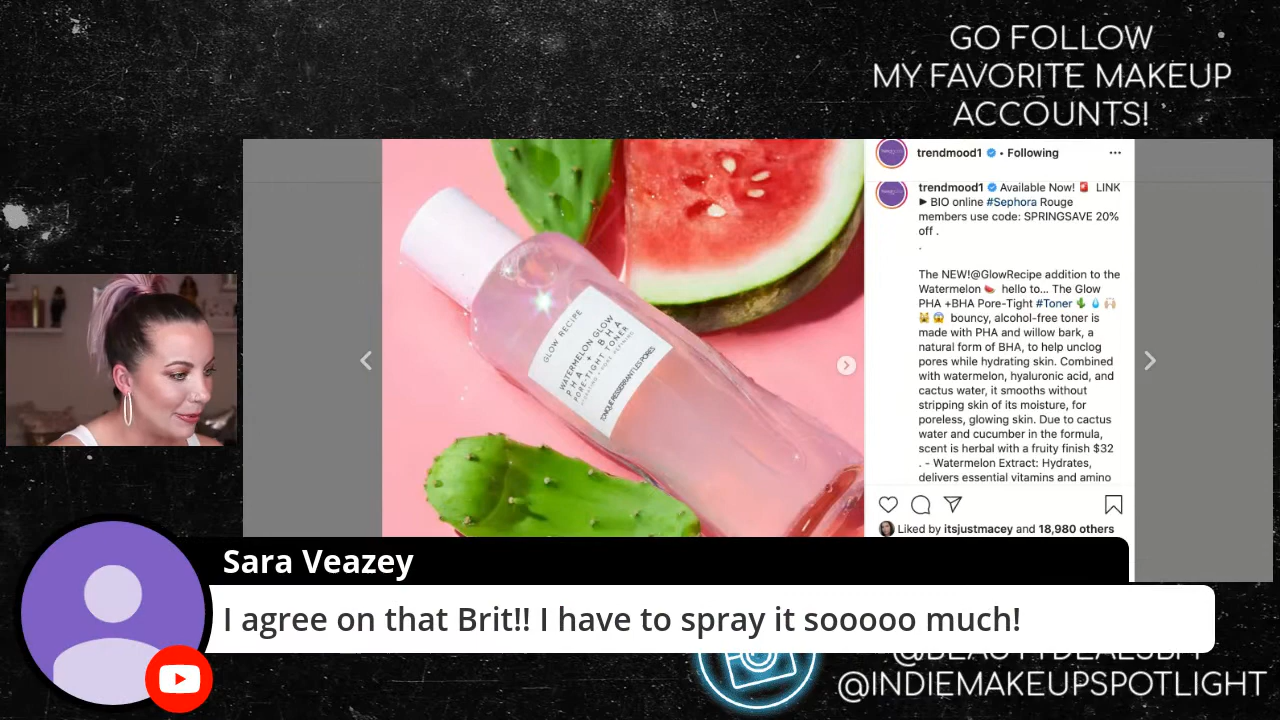 GO FOLLOW
MY FAVORITE MAKEUP
ACCOUNTS!
trendmood1 • Following
trendmood1 Available Now! 🚨 LINK
▶ BIO online #Sephora Rouge
members use code: SPRINGSAVE 20%
off .
.
The NEW!@GlowRecipe addition to the
Watermelon 🍉 hello to... The Glow
PHA +BHA Pore-Tight #Toner 🌵 💧 🙌🏻
🙀 😱 bouncy, alcohol-free toner is
made with PHA and willow bark, a
natural form of BHA, to help unclog
pores while hydrating skin. Combined
with watermelon, hyaluronic acid, and
cactus water, it smooths without
stripping skin of its moisture, for
poreless, glowing skin. Due to cactus
water and cucumber in the formula,
scent is herbal with a fruity finish $32
. - Watermelon Extract: Hydrates,
delivers essential vitamins and amino
Liked by itsjustmacey and 18,980 others
GLOW RECIPE
WATERMELON GLOW
PHA + BHA
PORE-TIGHT TONER
TONIQUE RESSERRANT LES PORES
Sara Veazey
I agree on that Brit!! I have to spray it sooooo much!
@INDIEMAKEUPSPOTLIGHT